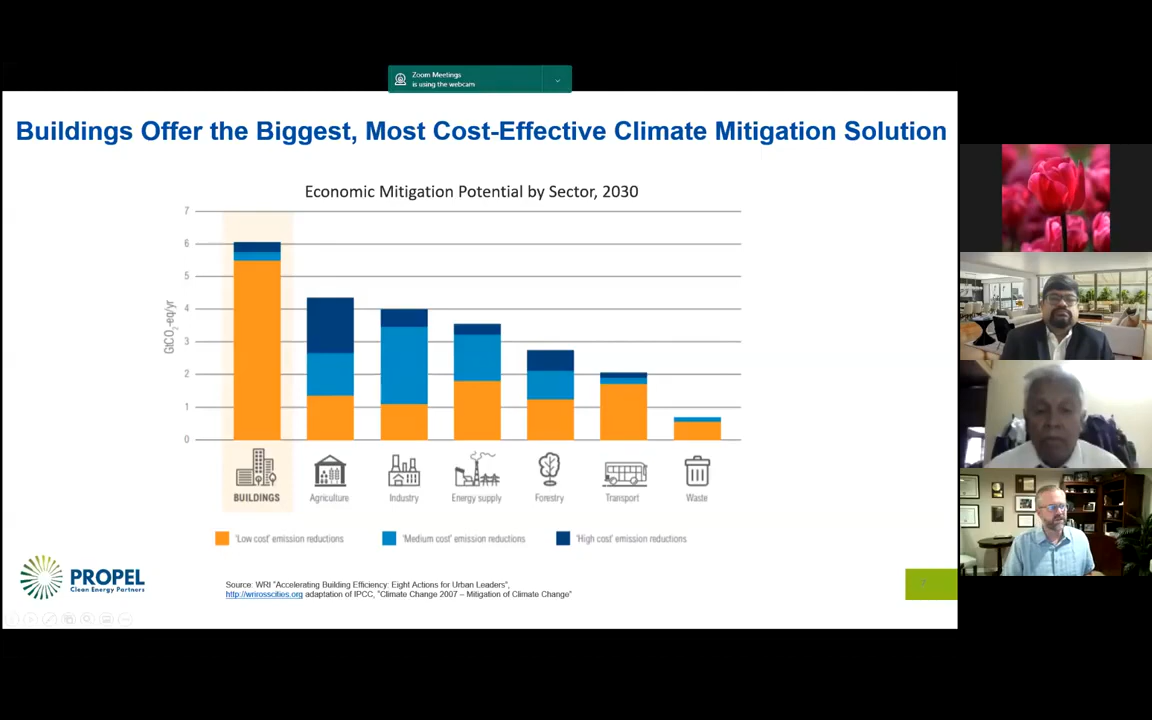 Zoom Meetings
is using the webcam
Buildings Offer the Biggest, Most Cost-Effective Climate Mitigation Solution
Economic Mitigation Potential by Sector, 2030
7
6
5
4
3
2
1
0
GtCO2-eq/yr
BUILDINGS Agriculture Industry Energy supply Forestry Transport Waste
'Low cost' emission reductions 'Medium cost' emission reductions 'High cost' emission reductions
PROPEL
Clean Energy Partners
Source: WRI "Accelerating Building Efficiency: Eight Actions for Urban Leaders",
http://wrirosscities.org adaptation of IPCC, "Climate Change 2007 – Mitigation of Climate Change"